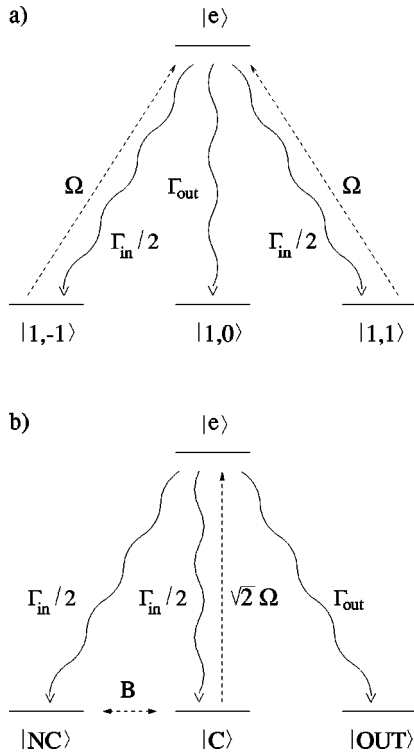 a)
|e⟩
Ω Γout Ω
Γin/2 Γin/2
|1,-1⟩ |1,0⟩ |1,1⟩
b)
|e⟩
Γin/2 Γin/2 √2 Ω Γout
B
|NC⟩ |C⟩ |OUT⟩